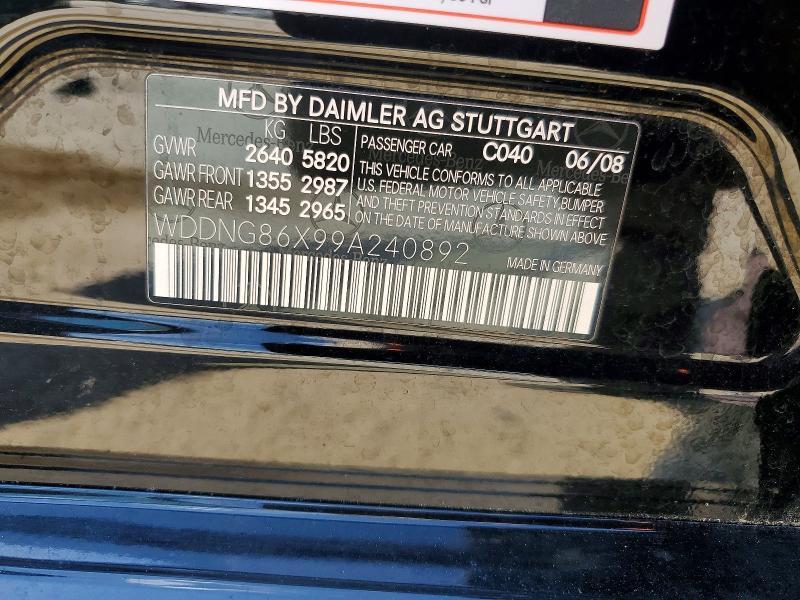 MFD BY DAIMLER AG STUTTGART
KG LBS
GVWR 2640 5820
GAWR FRONT 1355 2987
GAWR REAR 1345 2965
PASSENGER CAR C040 06/08
THIS VEHICLE CONFORMS TO ALL APPLICABLE
U.S. FEDERAL MOTOR VEHICLE SAFETY, BUMPER
AND THEFT PREVENTION STANDARDS IN EFFECT
ON THE DATE OF MANUFACTURE SHOWN ABOVE
WDDNG86X99A240892
MADE IN GERMANY
Mercedes-Benz